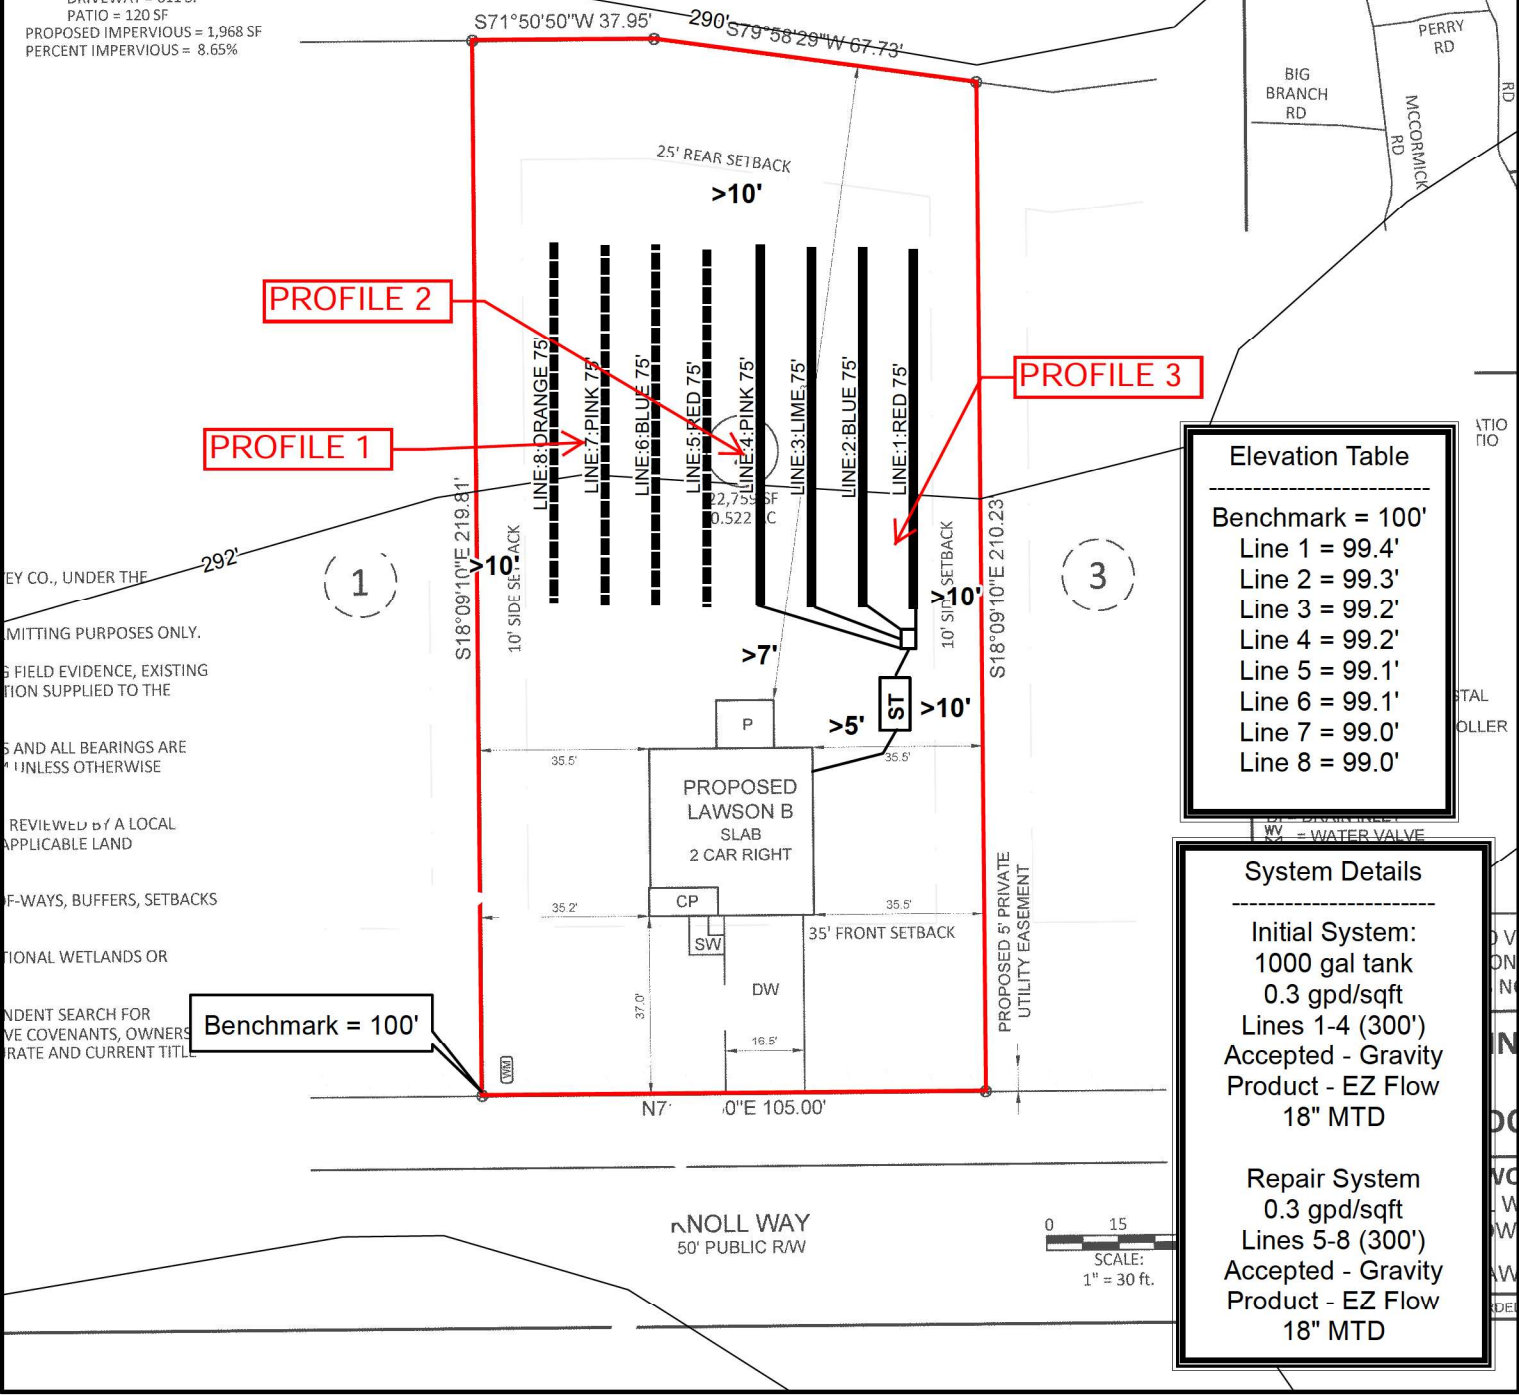 PATIO = 120 SF
PROPOSED IMPERVIOUS = 1,968 SF
PERCENT IMPERVIOUS = 8.65%
S71°50'50"W 37.95'
290'
S79°58'29"W 67.73'
PERRY
RD
BIG
BRANCH
RD
MCCORMICK
RD
RD
25' REAR SETBACK
>10'
PROFILE 2
PROFILE 3
PROFILE 1
LINE:8:ORANGE 75'
LINE:7:PINK 75'
LINE:6:BLUE 75'
LINE:5:RED 75'
LINE:4:PINK 75'
LINE:3:LIME 75'
LINE:2:BLUE 75'
LINE:1:RED 75'
22,759 SF
0.522 AC
S18°09'10"E 219.81'
S18°09'10"E 210.23'
10' SIDE SETBACK
10' SIDE SETBACK
>10'
>10'
292'
1
3
EY CO., UNDER THE
MITTING PURPOSES ONLY.
FIELD EVIDENCE, EXISTING
TION SUPPLIED TO THE
S AND ALL BEARINGS ARE
UNLESS OTHERWISE
REVIEWED BY A LOCAL
APPLICABLE LAND
F-WAYS, BUFFERS, SETBACKS
TIONAL WETLANDS OR
NDENT SEARCH FOR
VE COVENANTS, OWNERS
RATE AND CURRENT TITLE
>7'
>5'
ST
>10'
P
35.5'
35.5'
PROPOSED
LAWSON B
SLAB
2 CAR RIGHT
CP
SW
35.2'
35.5'
35' FRONT SETBACK
DW
37.0'
16.5'
PROPOSED 5' PRIVATE
UTILITY EASEMENT
Benchmark = 100'
WM
0"E 105.00'
KNOLL WAY
50' PUBLIC R/W
0 15
SCALE:
1" = 30 ft.
Elevation Table
Benchmark = 100'
Line 1 = 99.4'
Line 2 = 99.3'
Line 3 = 99.2'
Line 4 = 99.2'
Line 5 = 99.1'
Line 6 = 99.1'
Line 7 = 99.0'
Line 8 = 99.0'
WV = WATER VALVE
System Details
Initial System:
1000 gal tank
0.3 gpd/sqft
Lines 1-4 (300')
Accepted - Gravity
Product - EZ Flow
18" MTD
Repair System
0.3 gpd/sqft
Lines 5-8 (300')
Accepted - Gravity
Product - EZ Flow
18" MTD